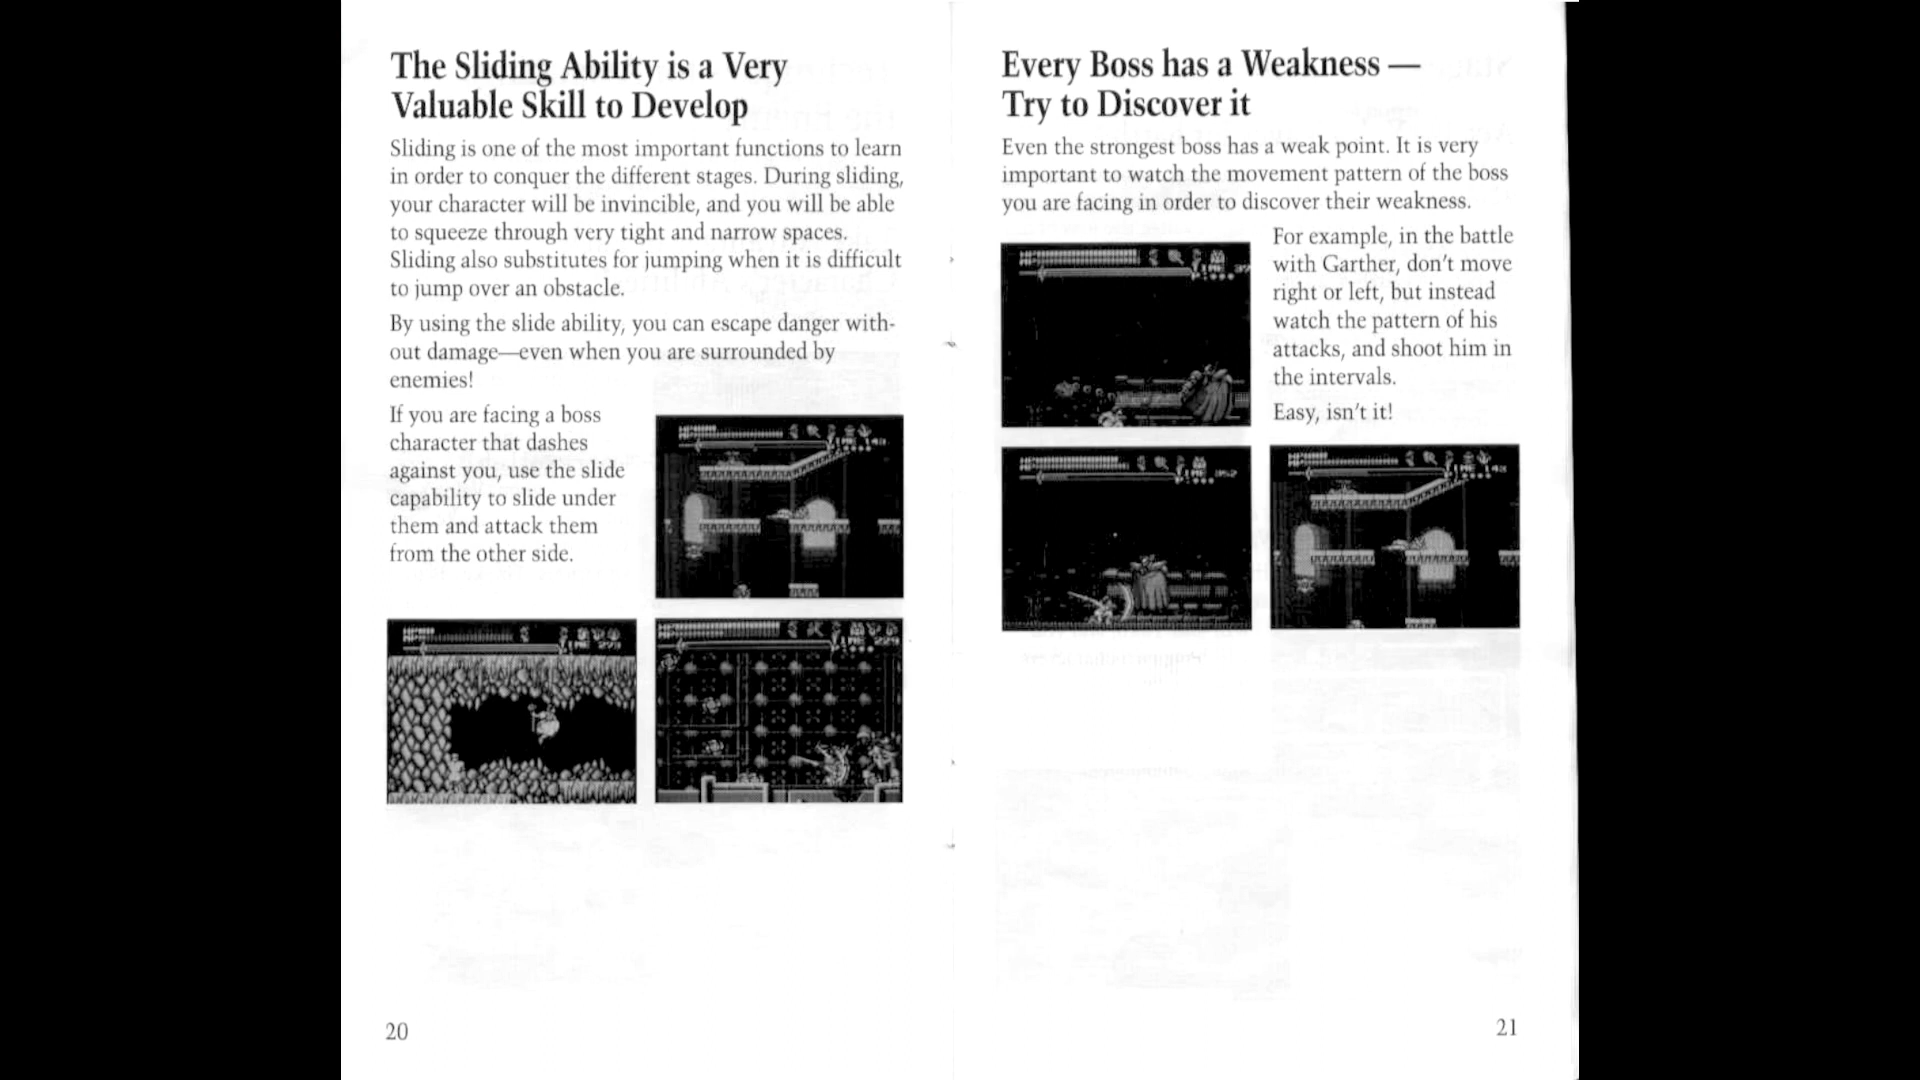 The Sliding Ability is a Very
Valuable Skill to Develop
Sliding is one of the most important functions to learn
in order to conquer the different stages. During sliding,
your character will be invincible, and you will be able
to squeeze through very tight and narrow spaces.
Sliding also substitutes for jumping when it is difficult
to jump over an obstacle.
By using the slide ability, you can escape danger with-
out damage—even when you are surrounded by
enemies!
If you are facing a boss
character that dashes
against you, use the slide
capability to slide under
them and attack them
from the other side.
20
Every Boss has a Weakness —
Try to Discover it
Even the strongest boss has a weak point. It is very
important to watch the movement pattern of the boss
you are facing in order to discover their weakness.
For example, in the battle
with Garther, don't move
right or left, but instead
watch the pattern of his
attacks, and shoot him in
the intervals.
Easy, isn't it!
21